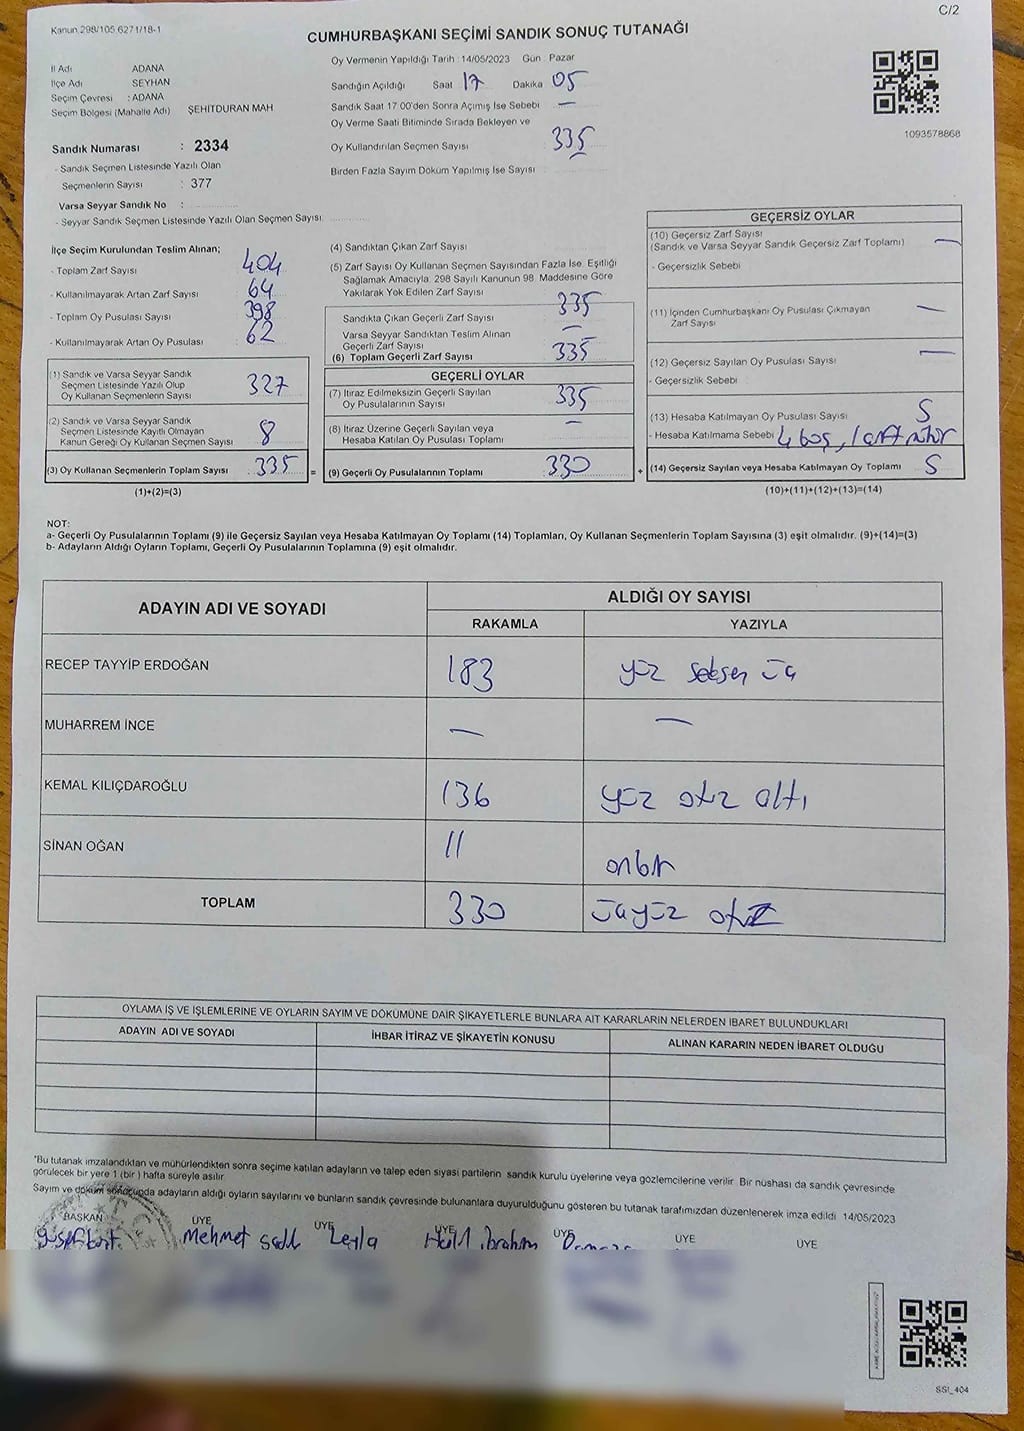 C/2
Kanun 298/105 6271/18-1
CUMHURBAŞKANI SEÇİMİ SANDIK SONUÇ TUTANAĞI
İl Adı ADANA
İlçe Adı SEYHAN
Seçim Çevresi : ADANA
Seçim Bölgesi (Mahalle Adı) ŞEHİTDURAN MAH
Sandık Numarası : 2334
- Sandık Seçmen Listesinde Yazılı Olan
Seçmenlerin Sayısı : 377
Varsa Seyyar Sandık No :
- Seyyar Sandık Seçmen Listesinde Yazılı Olan Seçmen Sayısı
Oy Vermenin Yapıldığı Tarih : 14/05/2023 Gün : Pazar
Sandığın Açıldığı Saat 17 Dakika 05
Sandık Saat 17:00'den Sonra Açımış İse Sebebi —
Oy Verme Saati Bitiminde Sırada Bekleyen ve
Oy Kullandırılan Seçmen Sayısı 335
Birden Fazla Sayım Döküm Yapılmış İse Sayısı
1093578868
İlçe Seçim Kurulundan Teslim Alınan;
- Toplam Zarf Sayısı 404
- Kullanılmayarak Artan Zarf Sayısı 64
- Toplam Oy Pusulası Sayısı 398
- Kullanılmayarak Artan Oy Pusulası 62
(1) Sandık ve Varsa Seyyar Sandık
Seçmen Listesinde Yazılı Olup
Oy Kullanan Seçmenlerin Sayısı 327
(2) Sandık ve Varsa Seyyar Sandık
Seçmen Listesinde Kayıtlı Olmayan
Kanun Gereği Oy Kullanan Seçmen Sayısı 8
(3) Oy Kullanan Seçmenlerin Toplam Sayısı 335 =
(1)+(2)=(3)
(4) Sandıktan Çıkan Zarf Sayısı
(5) Zarf Sayısı Oy Kullanan Seçmen Sayısından Fazla İse. Eşitliği
Sağlamak Amacıyla. 298 Sayılı Kanunun 98. Maddesine Göre
Yakılarak Yok Edilen Zarf Sayısı
Sandıkta Çıkan Geçerli Zarf Sayısı 335
Varsa Seyyar Sandıktan Teslim Alınan
Geçerli Zarf Sayısı —
(6) Toplam Geçerli Zarf Sayısı 335
GEÇERLİ OYLAR
(7) İtiraz Edilmeksizin Geçerli Sayılan
Oy Pusulalarının Sayısı 335
(8) İtiraz Üzerine Geçerli Sayılan veya
Hesaba Katılan Oy Pusulası Toplamı —
(9) Geçerli Oy Pusulalarının Toplamı 330 +
GEÇERSİZ OYLAR
(10) Geçersiz Zarf Sayısı
(Sandık ve Varsa Seyyar Sandık Geçersiz Zarf Toplamı) —
- Geçersizlik Sebebi
(11) İçinden Cumhurbaşkanı Oy Pusulası Çıkmayan
Zarf Sayısı —
(12) Geçersiz Sayılan Oy Pusulası Sayısı —
- Geçersizlik Sebebi
(13) Hesaba Katılmayan Oy Pusulası Sayısı 5
- Hesaba Katılmama Sebebi 4 boş, 1
(14) Geçersiz Sayılan veya Hesaba Katılmayan Oy Toplamı 5
(10)+(11)+(12)+(13)=(14)
NOT:
a- Geçerli Oy Pusulalarının Toplamı (9) ile Geçersiz Sayılan veya Hesaba Katılmayan Oy Toplamı (14) Toplamları, Oy Kullanan Seçmenlerin Toplam Sayısına (3) eşit olmalıdır. (9)+(14)=(3)
b- Adayların Aldığı Oyların Toplamı, Geçerli Oy Pusulalarının Toplamına (9) eşit olmalıdır.
ADAYIN ADI VE SOYADI ALDIĞI OY SAYISI
RAKAMLA YAZIYLA
RECEP TAYYİP ERDOĞAN 183 yüz seksen üç
MUHARREM İNCE — —
KEMAL KILIÇDAROĞLU 136 yüz otuz altı
SİNAN OĞAN 11 onbir
TOPLAM 330 üçyüz otuz
OYLAMA İŞ VE İŞLEMLERİNE VE OYLARIN SAYIM VE DÖKÜMÜNE DAİR ŞİKAYETLERLE BUNLARA AİT KARARLARIN NELERDEN İBARET BULUNDUKLARI
ADAYIN ADI VE SOYADI İHBAR İTİRAZ VE ŞİKAYETİN KONUSU ALINAN KARARIN NEDEN İBARET OLDUĞU
*Bu tutanak imzalandıktan ve mühürlendikten sonra seçime katılan adayların ve talep eden siyasi partilerin sandık kurulu üyelerine veya gözlemcilerine verilir. Bir nüshası da sandık çevresinde
görülecek bir yere 1 (bir) hafta süreyle asılır
Sayım ve döküm sonucunda adayların aldığı oyların sayılarını ve bunların sandık çevresinde bulunanlara duyurulduğunu gösteren bu tutanak tarafımızdan düzenlenerek imza edildi 14/05/2023
BAŞKAN ÜYE ÜYE ÜYE ÜYE ÜYE ÜYE
Mehmet Leyla Halil ibrahim
SSI_404